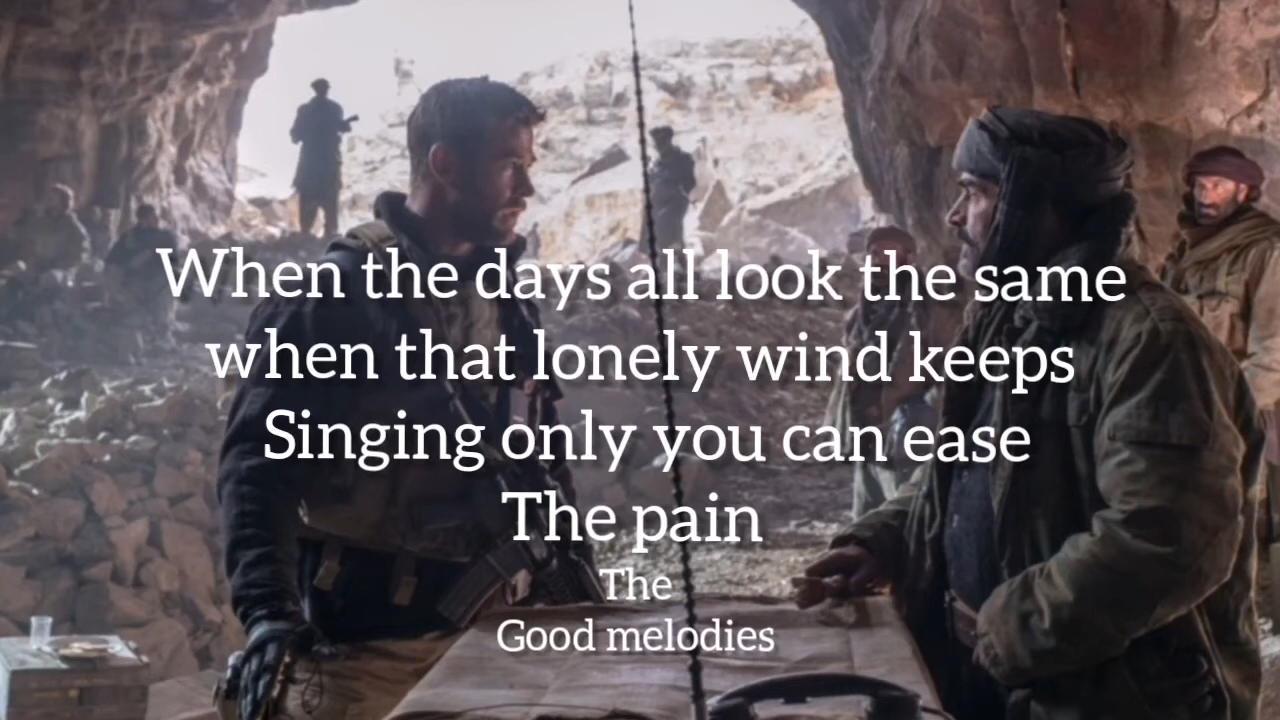 When the days all look the same
when that lonely wind keeps
Singing only you can ease
The pain
The
Good melodies